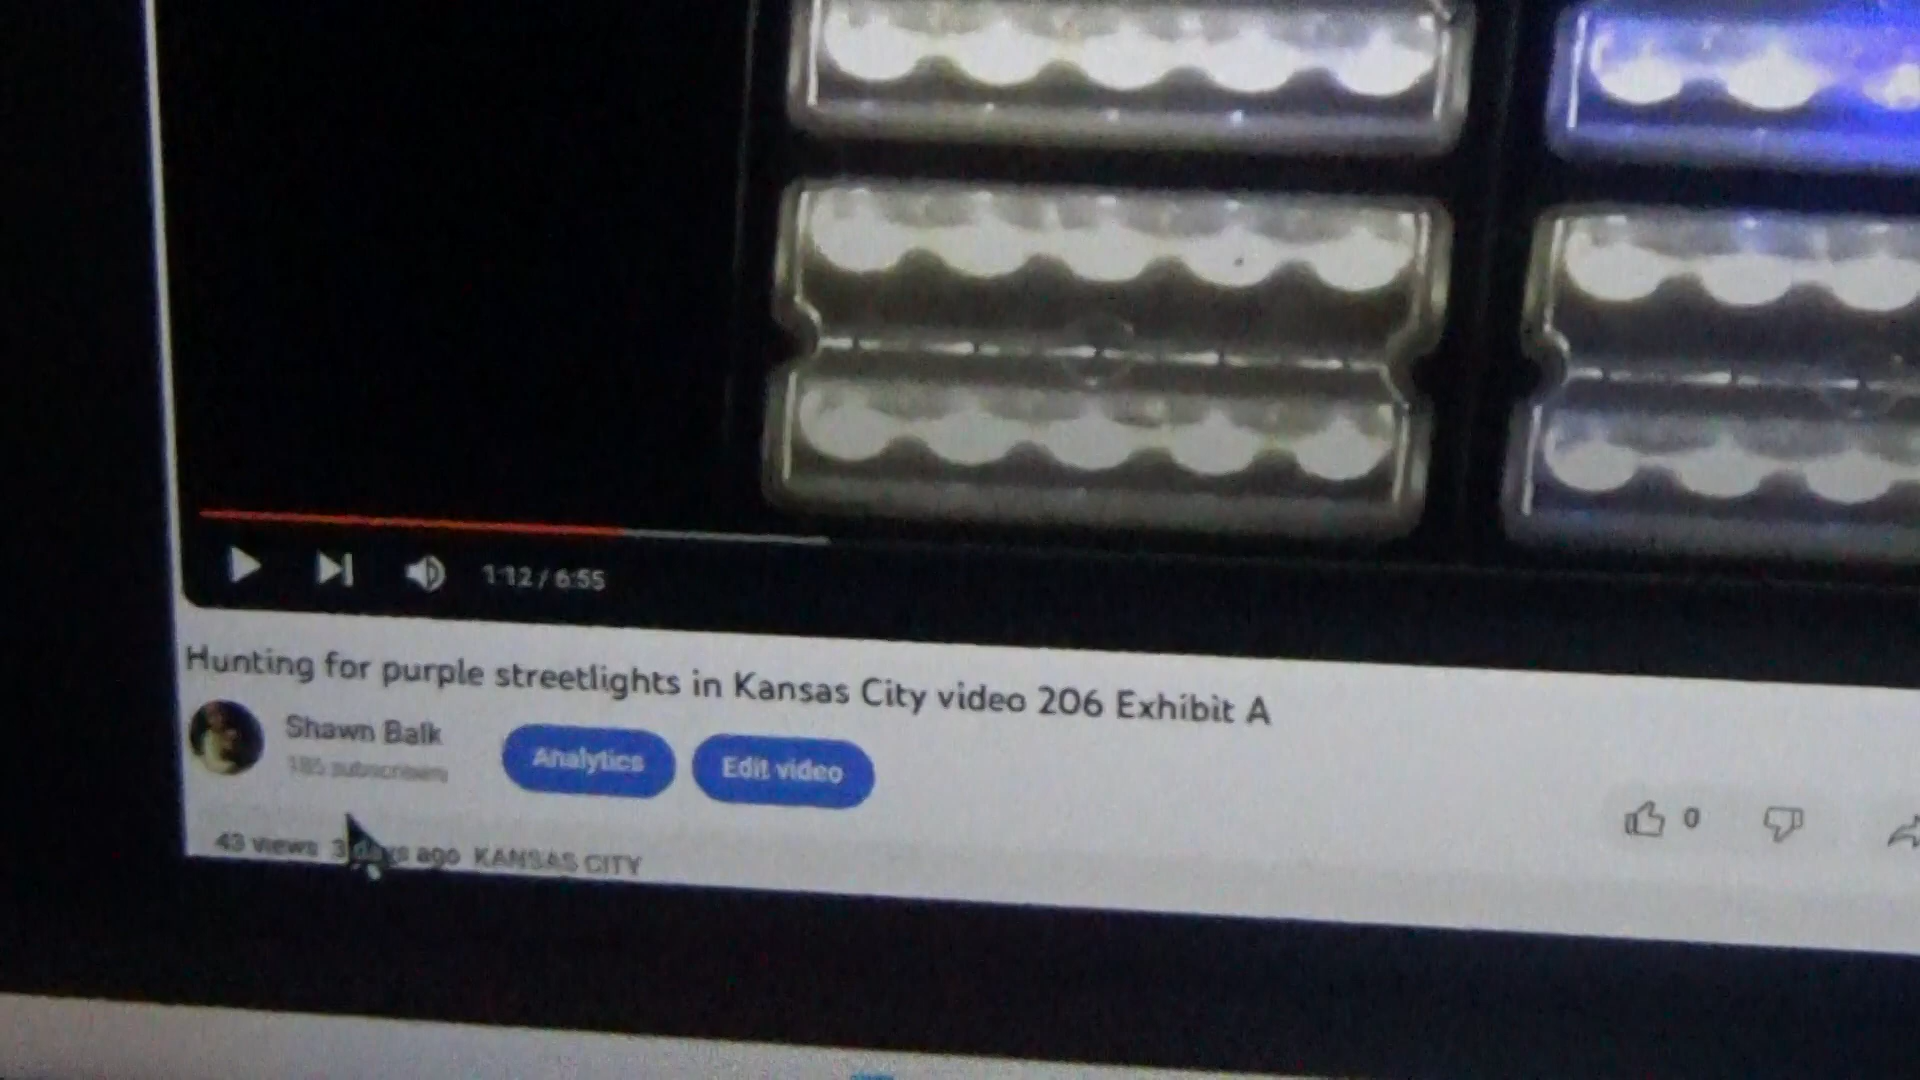 1:12 / 6:55
Hunting for purple streetlights in Kansas City video 206 Exhibit A
Shawn Balk
185 subscribers
Analytics
Edit video
0
43 views 3 days ago KANSAS CITY